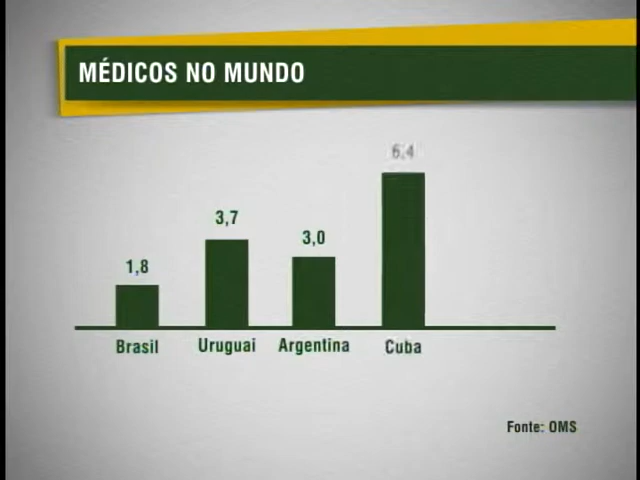 MÉDICOS NO MUNDO
6,4
3,7
3,0
1,8
Brasil Uruguai Argentina Cuba
Fonte: OMS